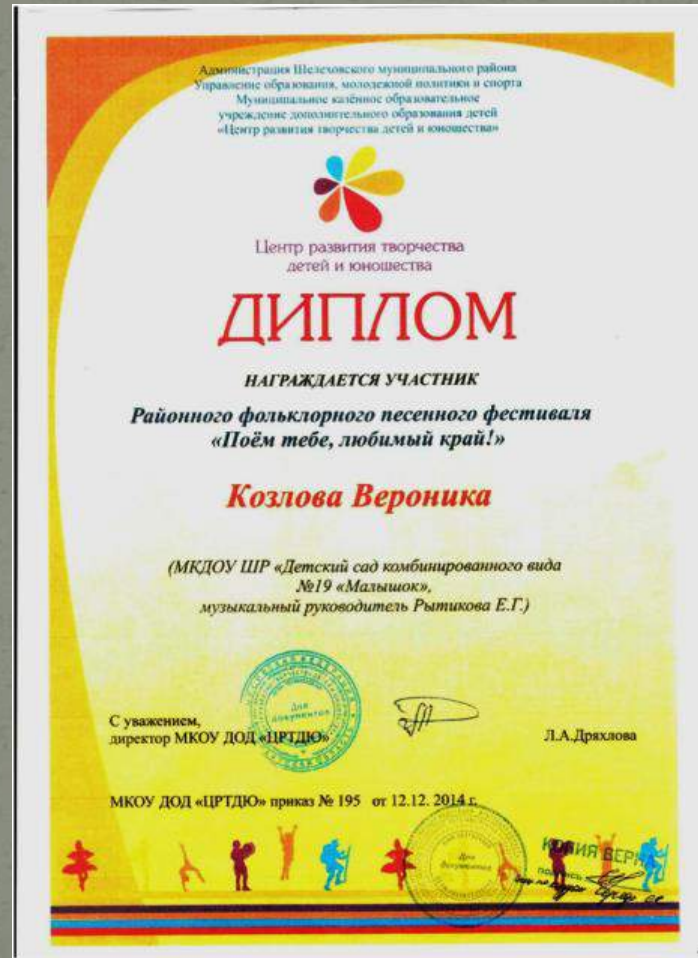 Администрация Шелеховского муниципального района
Управление образования, молодежной политики и спорта
Муниципальное казённое образовательное
учреждение дополнительного образования детей
«Центр развития творчества детей и юношества»
Центр развития творчества
детей и юношества
ДИПЛОМ
НАГРАЖДАЕТСЯ УЧАСТНИК
Районного фольклорного песенного фестиваля
«Поём тебе, любимый край!»
Козлова Вероника
(МКДОУ ШР «Детский сад комбинированного вида
№19 «Малышок»,
музыкальный руководитель Рытикова Е.Г.)
Для
документов
С уважением,
директор МКОУ ДОД «ЦРТДЮ»
Л.А.Дряхлова
МКОУ ДОД «ЦРТДЮ» приказ № 195 от 12.12. 2014 г.
Для
документов
КОПИЯ ВЕРНА
подпись